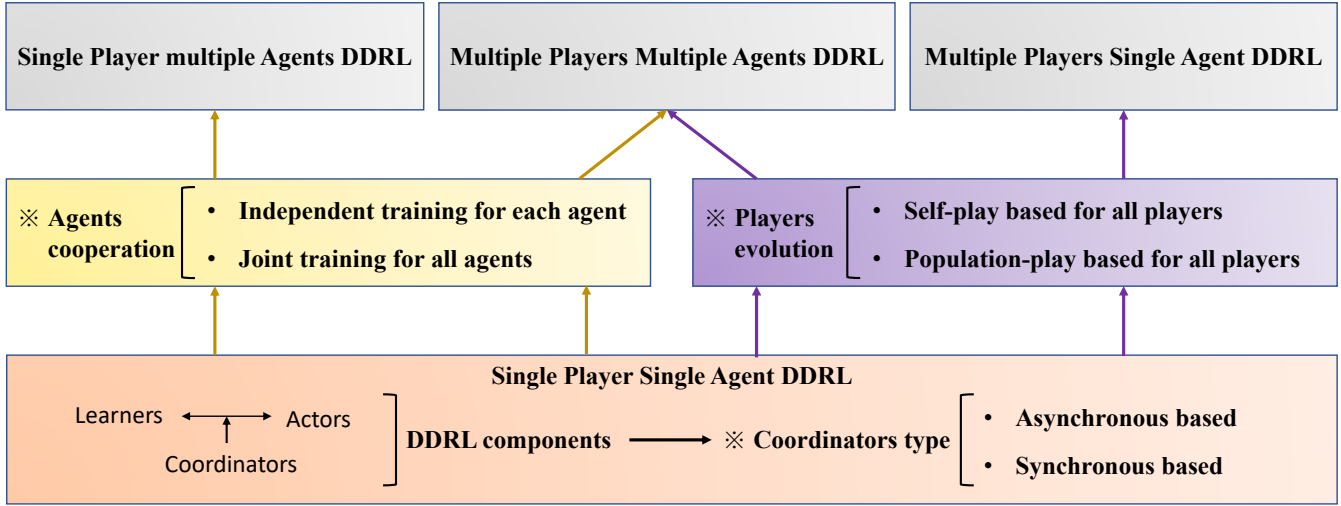 Single Player multiple Agents DDRL
Multiple Players Multiple Agents DDRL
Multiple Players Single Agent DDRL
※ Agents
cooperation
• Independent training for each agent
• Joint training for all agents
※ Players
evolution
• Self-play based for all players
• Population-play based for all players
Single Player Single Agent DDRL
Learners
Actors
Coordinators
DDRL components
※ Coordinators type
• Asynchronous based
• Synchronous based